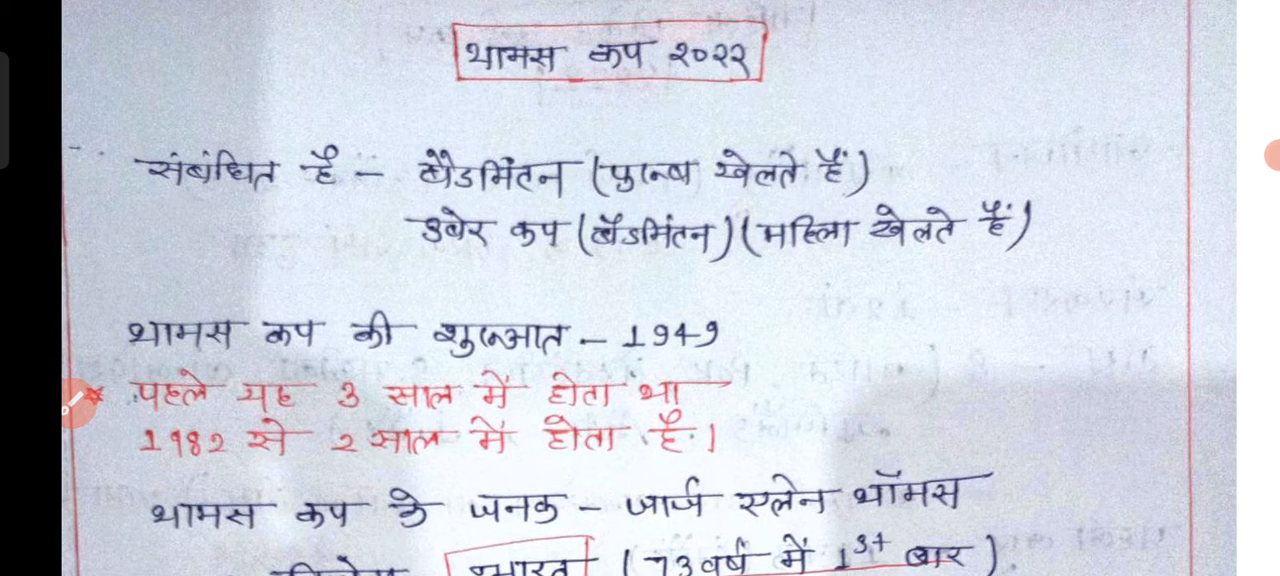 थामस कप २०२२
संबंधित है - बैडमिंटन (पुरुष खेलते हैं)
उबेर कप (बैडमिंटन) (महिला खेलते हैं)
थामस कप की शुरुआत - 1949
* पहले यह 3 साल में होता था
1982 से 2 साल में होता है।
थामस कप के जनक - जार्ज एलेन थॉमस
भारत (73 वर्ष में 1st बार)